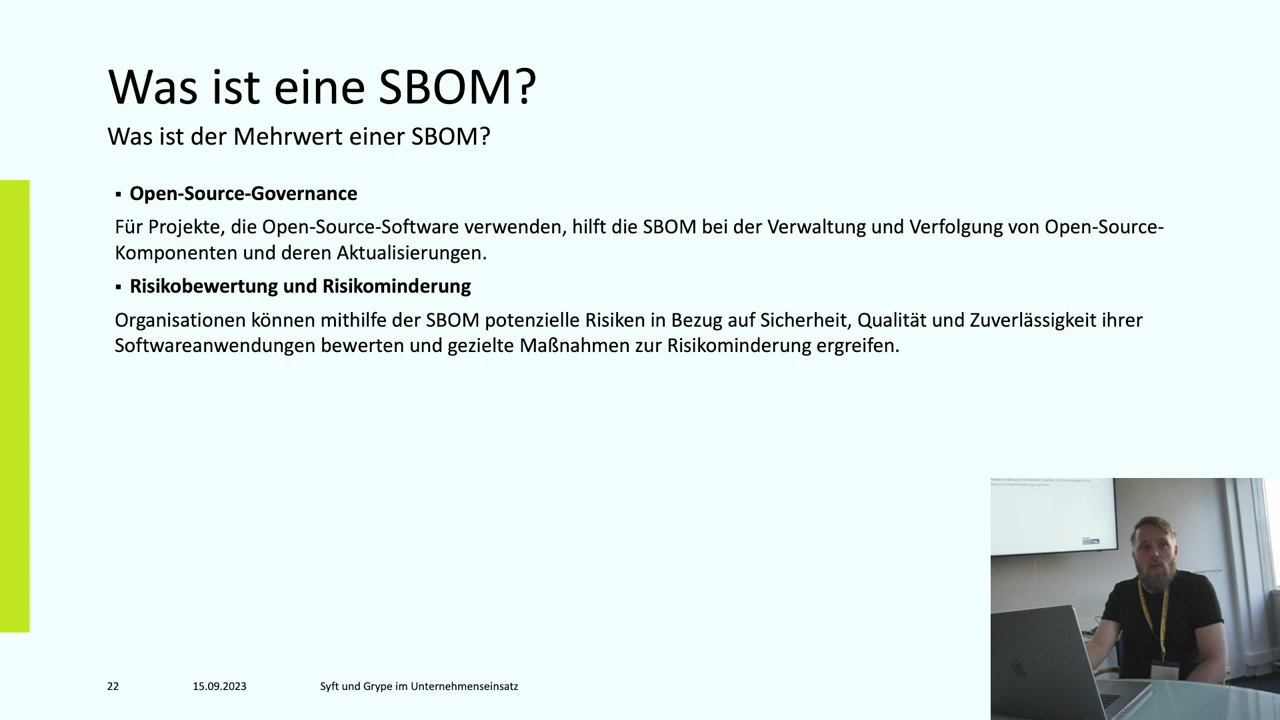 Was ist eine SBOM?
Was ist der Mehrwert einer SBOM?
▪ Open-Source-Governance
Für Projekte, die Open-Source-Software verwenden, hilft die SBOM bei der Verwaltung und Verfolgung von Open-Source-
Komponenten und deren Aktualisierungen.
▪ Risikobewertung und Risikominderung
Organisationen können mithilfe der SBOM potenzielle Risiken in Bezug auf Sicherheit, Qualität und Zuverlässigkeit ihrer
Softwareanwendungen bewerten und gezielte Maßnahmen zur Risikominderung ergreifen.
22 15.09.2023 Syft und Grype im Unternehmenseinsatz